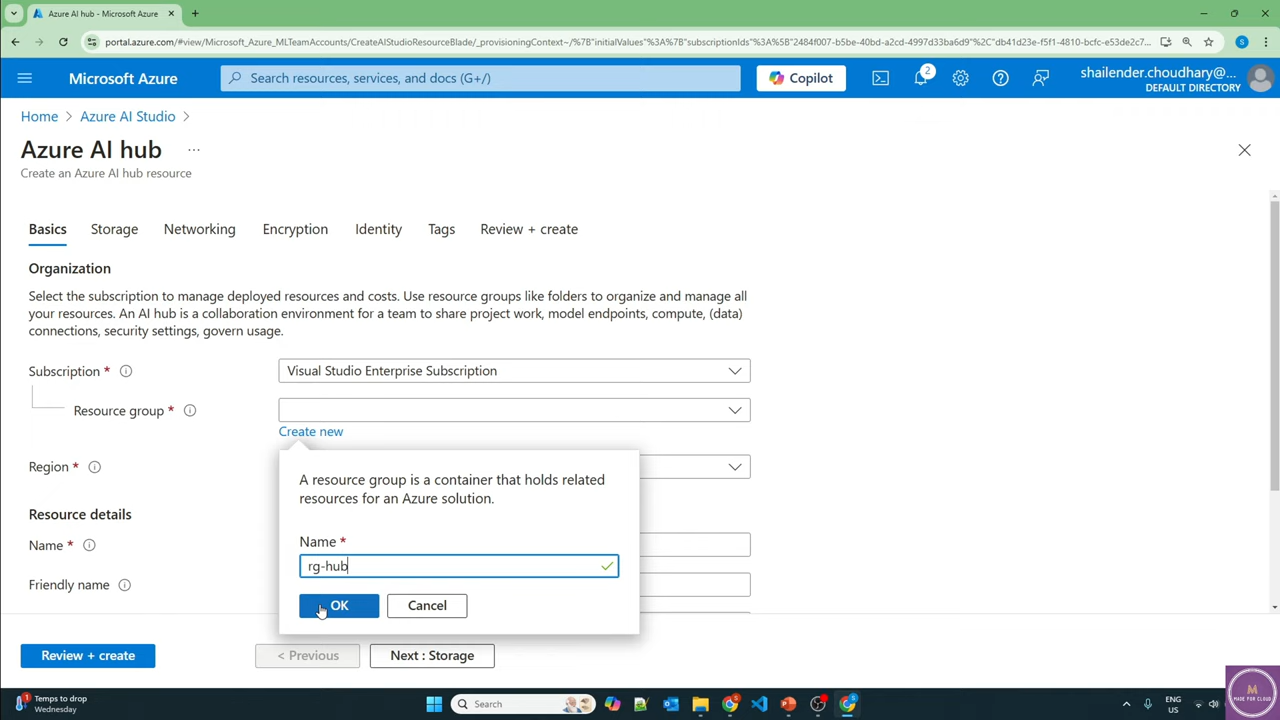 Azure AI hub - Microsoft Azure
portal.azure.com/#view/Microsoft_Azure_MLTeamAccounts/CreateAIStudioResourceBlade/_provisioningContext~/%7B"initialValues"%3A%7B"subscriptionIds"%3A%5B"2484f007-b5be-40bd-a2cd-4997d33ba6d9"%2C"db41d23e-f5f1-4810-bcfc-e53de2c7...
S
Microsoft Azure
Search resources, services, and docs (G+/)
Copilot
2
shailender.choudhary@...
DEFAULT DIRECTORY
Home > Azure AI Studio >
Azure AI hub ...
Create an Azure AI hub resource
Basics Storage Networking Encryption Identity Tags Review + create
Organization
Select the subscription to manage deployed resources and costs. Use resource groups like folders to organize and manage all
your resources. An AI hub is a collaboration environment for a team to share project work, model endpoints, compute, (data)
connections, security settings, govern usage.
Subscription *
Visual Studio Enterprise Subscription
Resource group *
Create new
A resource group is a container that holds related
resources for an Azure solution.
Name *
rg-hub
OK
Cancel
Region *
Resource details
Name *
Friendly name
Review + create
< Previous
Next : Storage
1
Temps to drop
Wednesday
Search
ENG
US
M
MADE FOR CLOUD